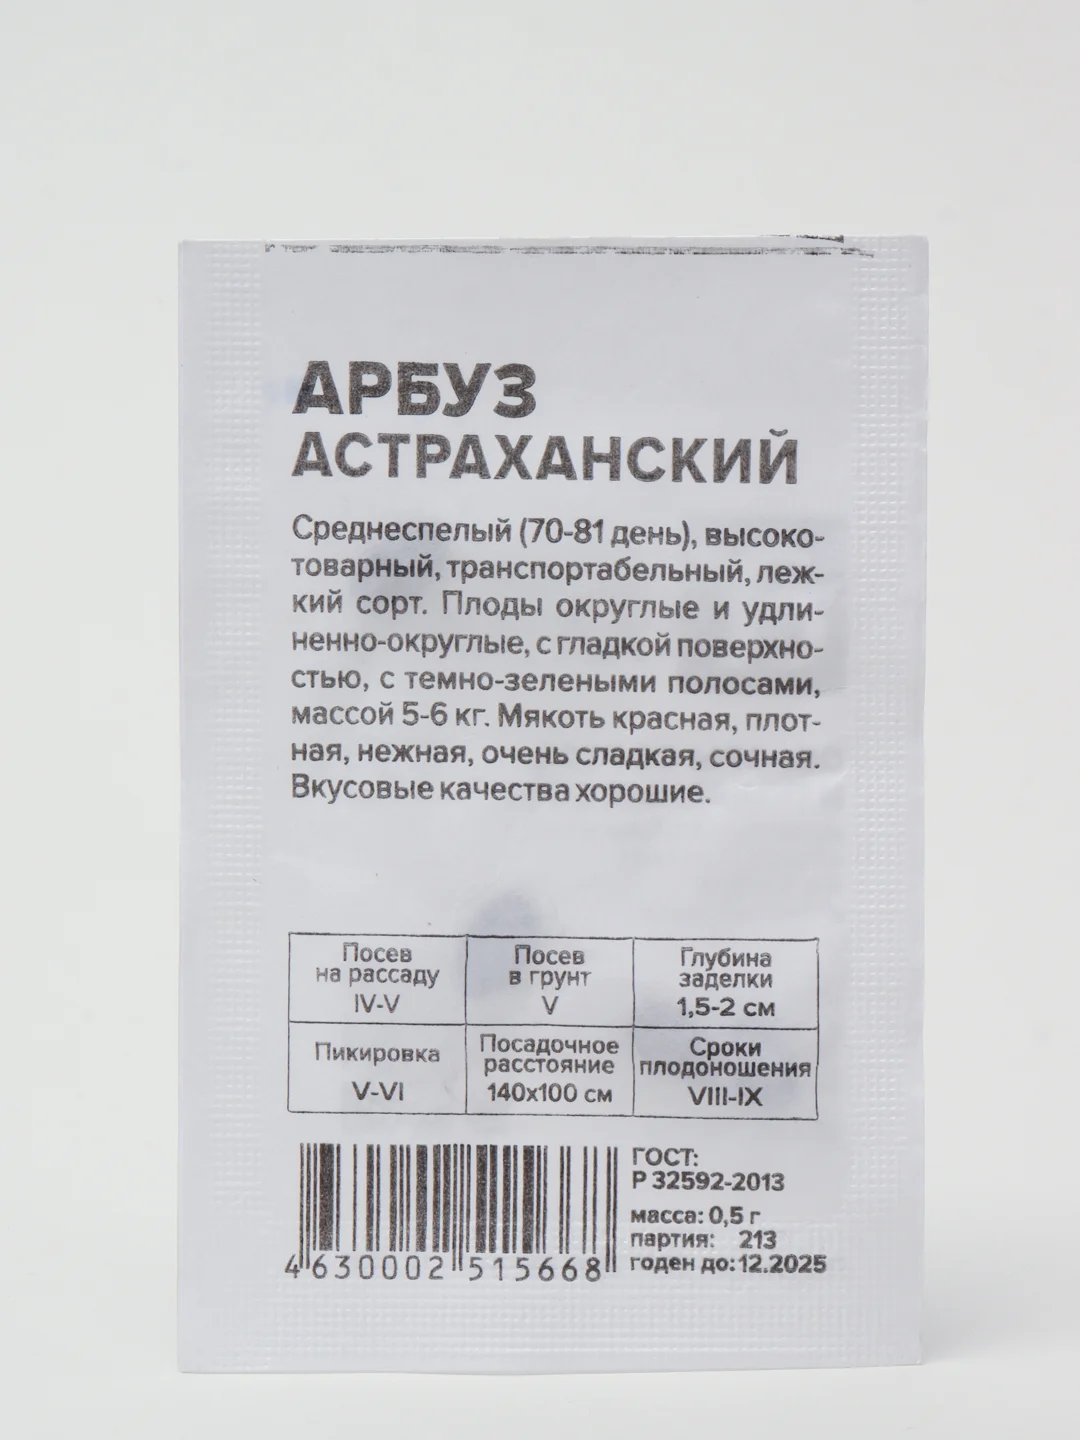 АРБУЗ
АСТРАХАНСКИЙ
Среднеспелый (70-81 день), высоко-
товарный, транспортабельный, леж-
кий сорт. Плоды округлые и удли-
ненно-округлые, с гладкой поверхно-
стью, с темно-зелеными полосами,
массой 5-6 кг. Мякоть красная, плот-
ная, нежная, очень сладкая, сочная.
Вкусовые качества хорошие.
Посев
на рассаду
IV-V
Посев
в грунт
V
Глубина
заделки
1,5-2 см
Пикировка
V-VI
Посадочное
расстояние
140x100 см
Сроки
плодоношения
VIII-IX
4 630002 515668
ГОСТ:
Р 32592-2013
масса: 0,5 г
партия: 213
годен до: 12.2025